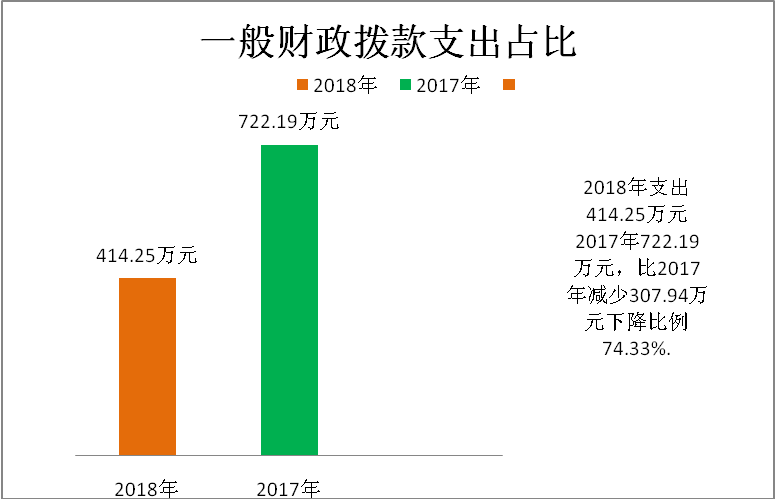 一般财政拨款支出占比
2018年 2017年
722.19万元
414.25万元
2018年支出
414.25万元
2017年722.19
万元，比2017
年减少307.94万
元下降比例
74.33%.
2018年 2017年